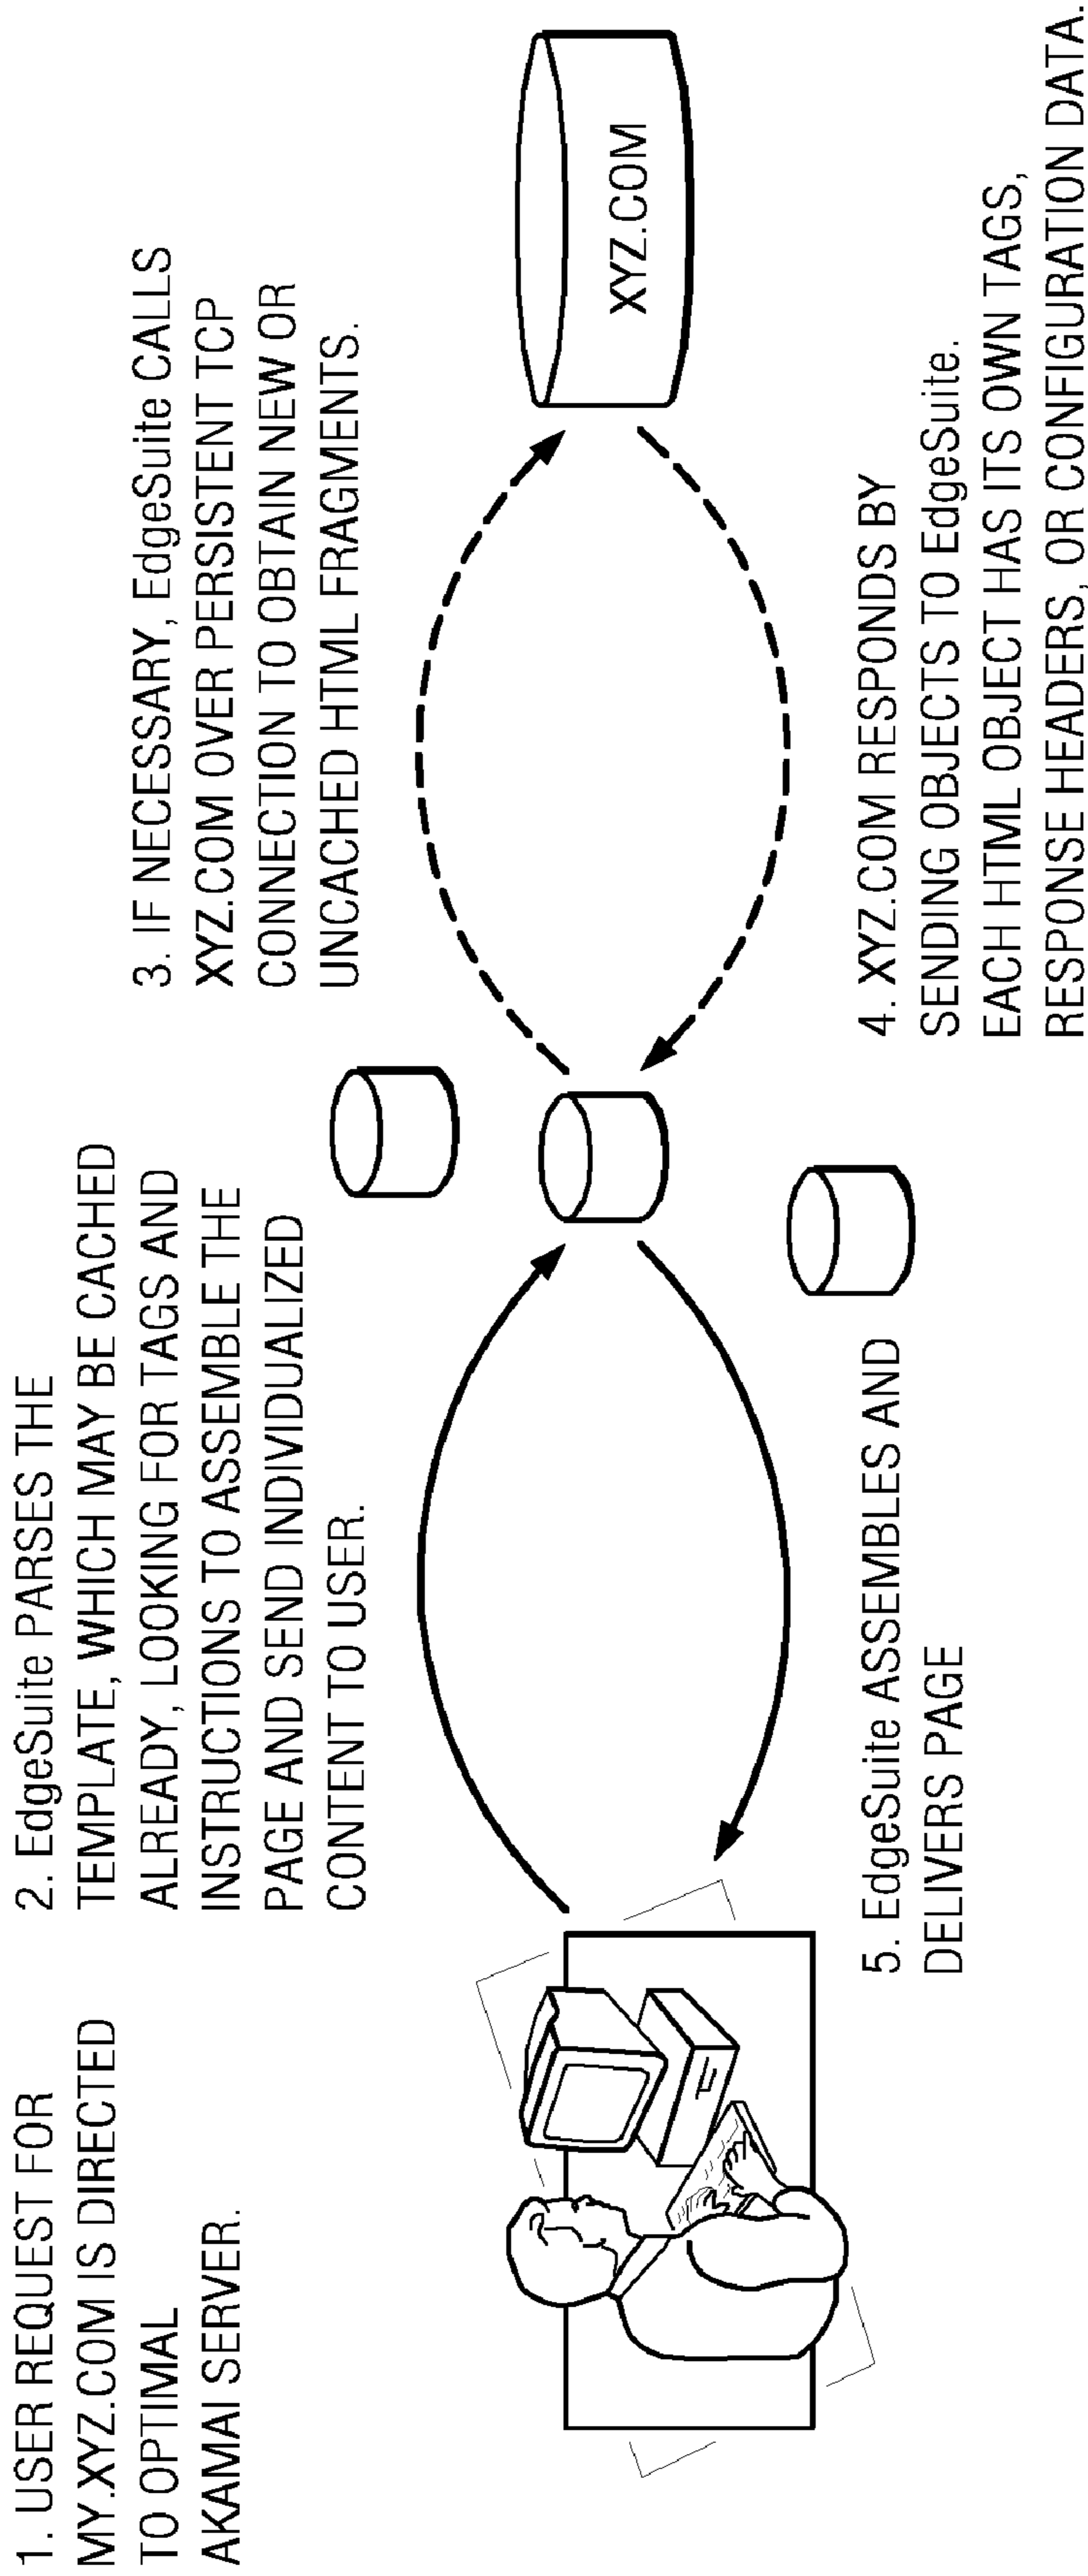 1. USER REQUEST FOR
MY.XYZ.COM IS DIRECTED
TO OPTIMAL
AKAMAI SERVER.
2. EdgeSuite PARSES THE
TEMPLATE, WHICH MAY BE CACHED
ALREADY, LOOKING FOR TAGS AND
INSTRUCTIONS TO ASSEMBLE THE
PAGE AND SEND INDIVIDUALIZED
CONTENT TO USER.
3. IF NECESSARY, EdgeSuite CALLS
XYZ.COM OVER PERSISTENT TCP
CONNECTION TO OBTAIN NEW OR
UNCACHED HTML FRAGMENTS.
XYZ.COM
4. XYZ.COM RESPONDS BY
SENDING OBJECTS TO EdgeSuite.
EACH HTML OBJECT HAS ITS OWN TAGS,
RESPONSE HEADERS, OR CONFIGURATION DATA.
5. EdgeSuite ASSEMBLES AND
DELIVERS PAGE